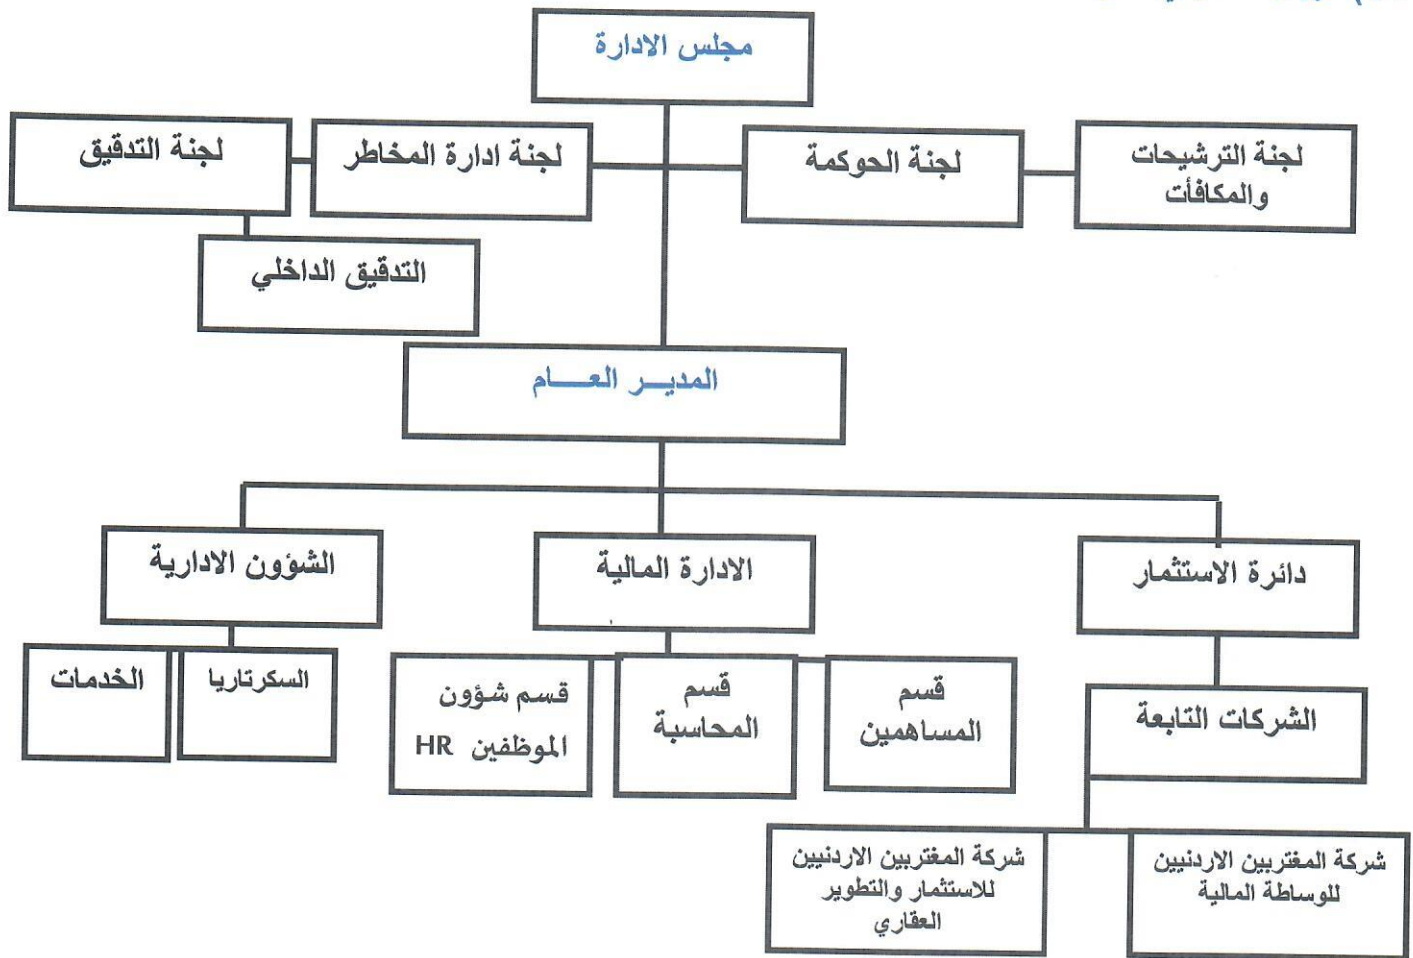 مجلس الادارة
لجنة الترشيحات
والمكافأت
لجنة الحوكمة
لجنة ادارة المخاطر
لجنة التدقيق
التدقيق الداخلي
المديــر العــــام
دائرة الاستثمار
الادارة المالية
الشؤون الادارية
الشركات التابعة
قسم
المساهمين
قسم
المحاسبة
قسم شؤون
الموظفين HR
السكرتاريا
الخدمات
شركة المغتربين الاردنيين
للوساطة المالية
شركة المغتربين الاردنيين
للاستثمار والتطوير
العقاري